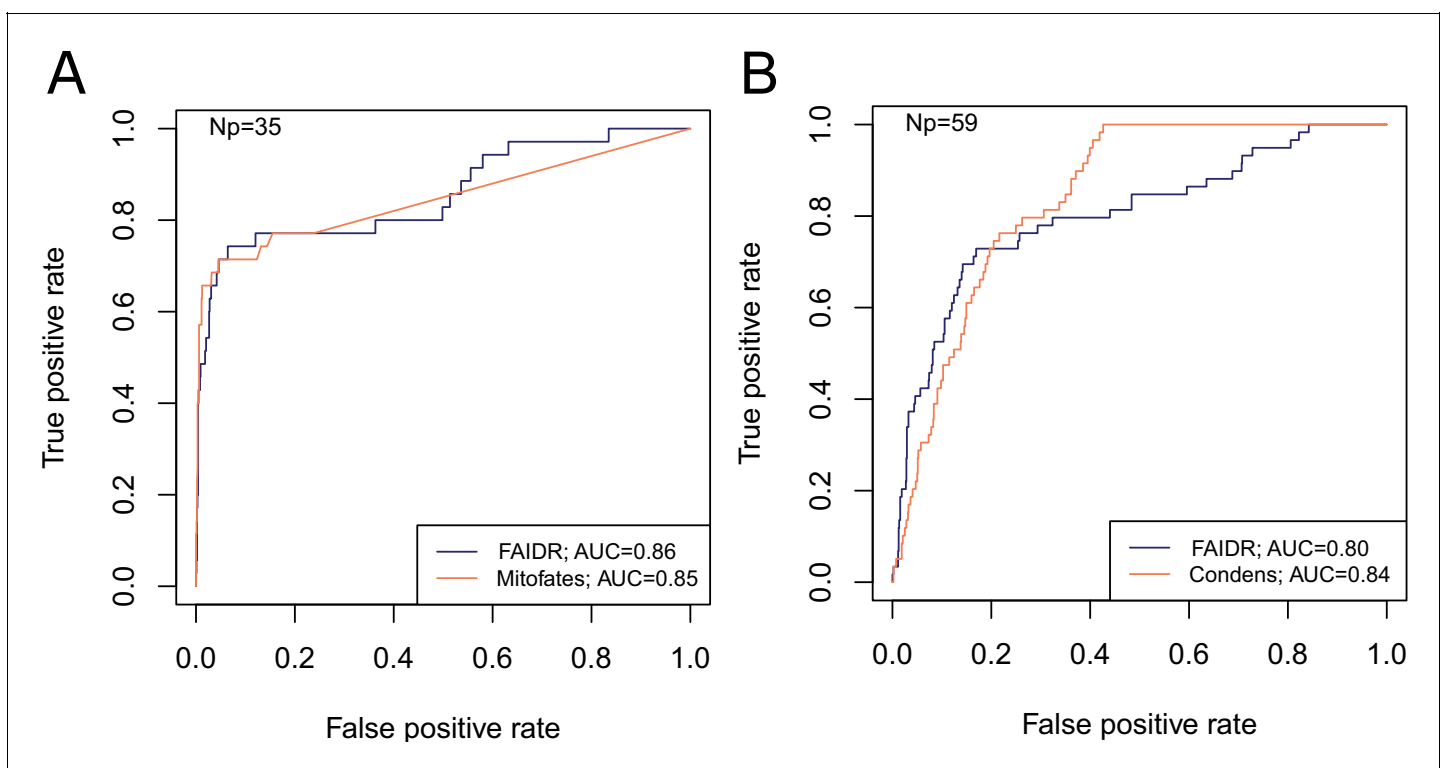 A
Np=35
True positive rate
0.0
0.2
0.4
0.6
0.8
1.0
FAIDR; AUC=0.86
Mitofates; AUC=0.85
0.0 0.2 0.4 0.6 0.8 1.0
False positive rate
B
Np=59
True positive rate
0.0
0.2
0.4
0.6
0.8
1.0
FAIDR; AUC=0.80
Condens; AUC=0.84
0.0 0.2 0.4 0.6 0.8 1.0
False positive rate